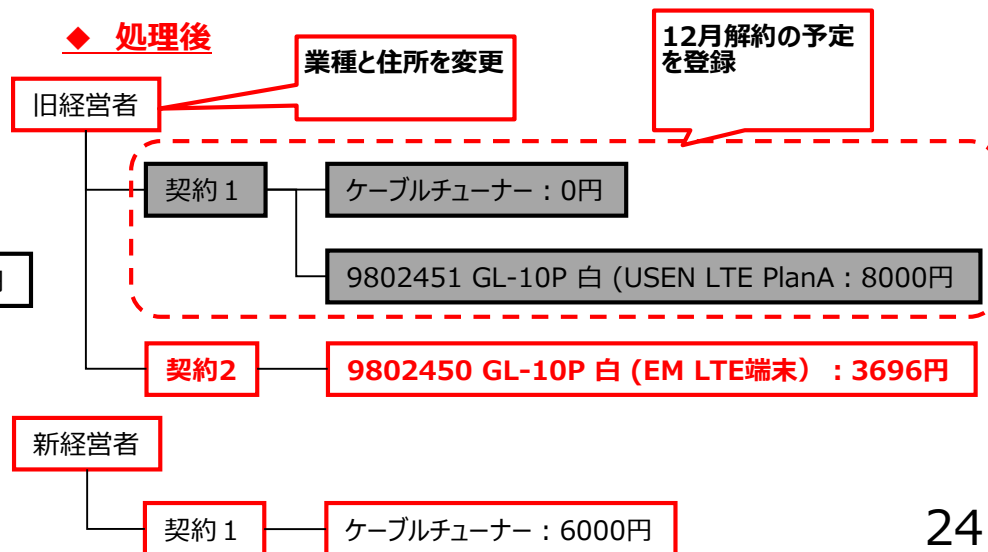 ◆ 処理後
業種と住所を変更
12月解約の予定
を登録
旧経営者
契約１
ケーブルチューナー：0円
9802451 GL-10P 白 (USEN LTE PlanA：8000円
契約2
9802450 GL-10P 白 (EM LTE端末）：3696円
新経営者
契約１
ケーブルチューナー：6000円
24